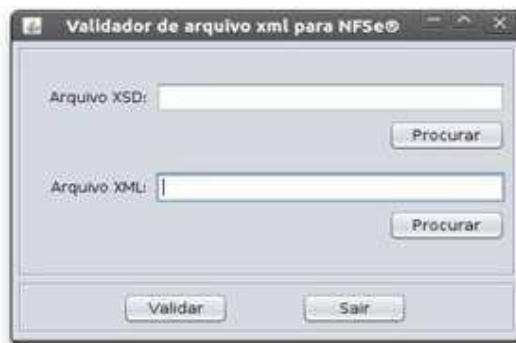 Validador de arquivo xml para NFSe®
Arquivo XSD:
Procurar
Arquivo XML:
Procurar
Validar
Sair